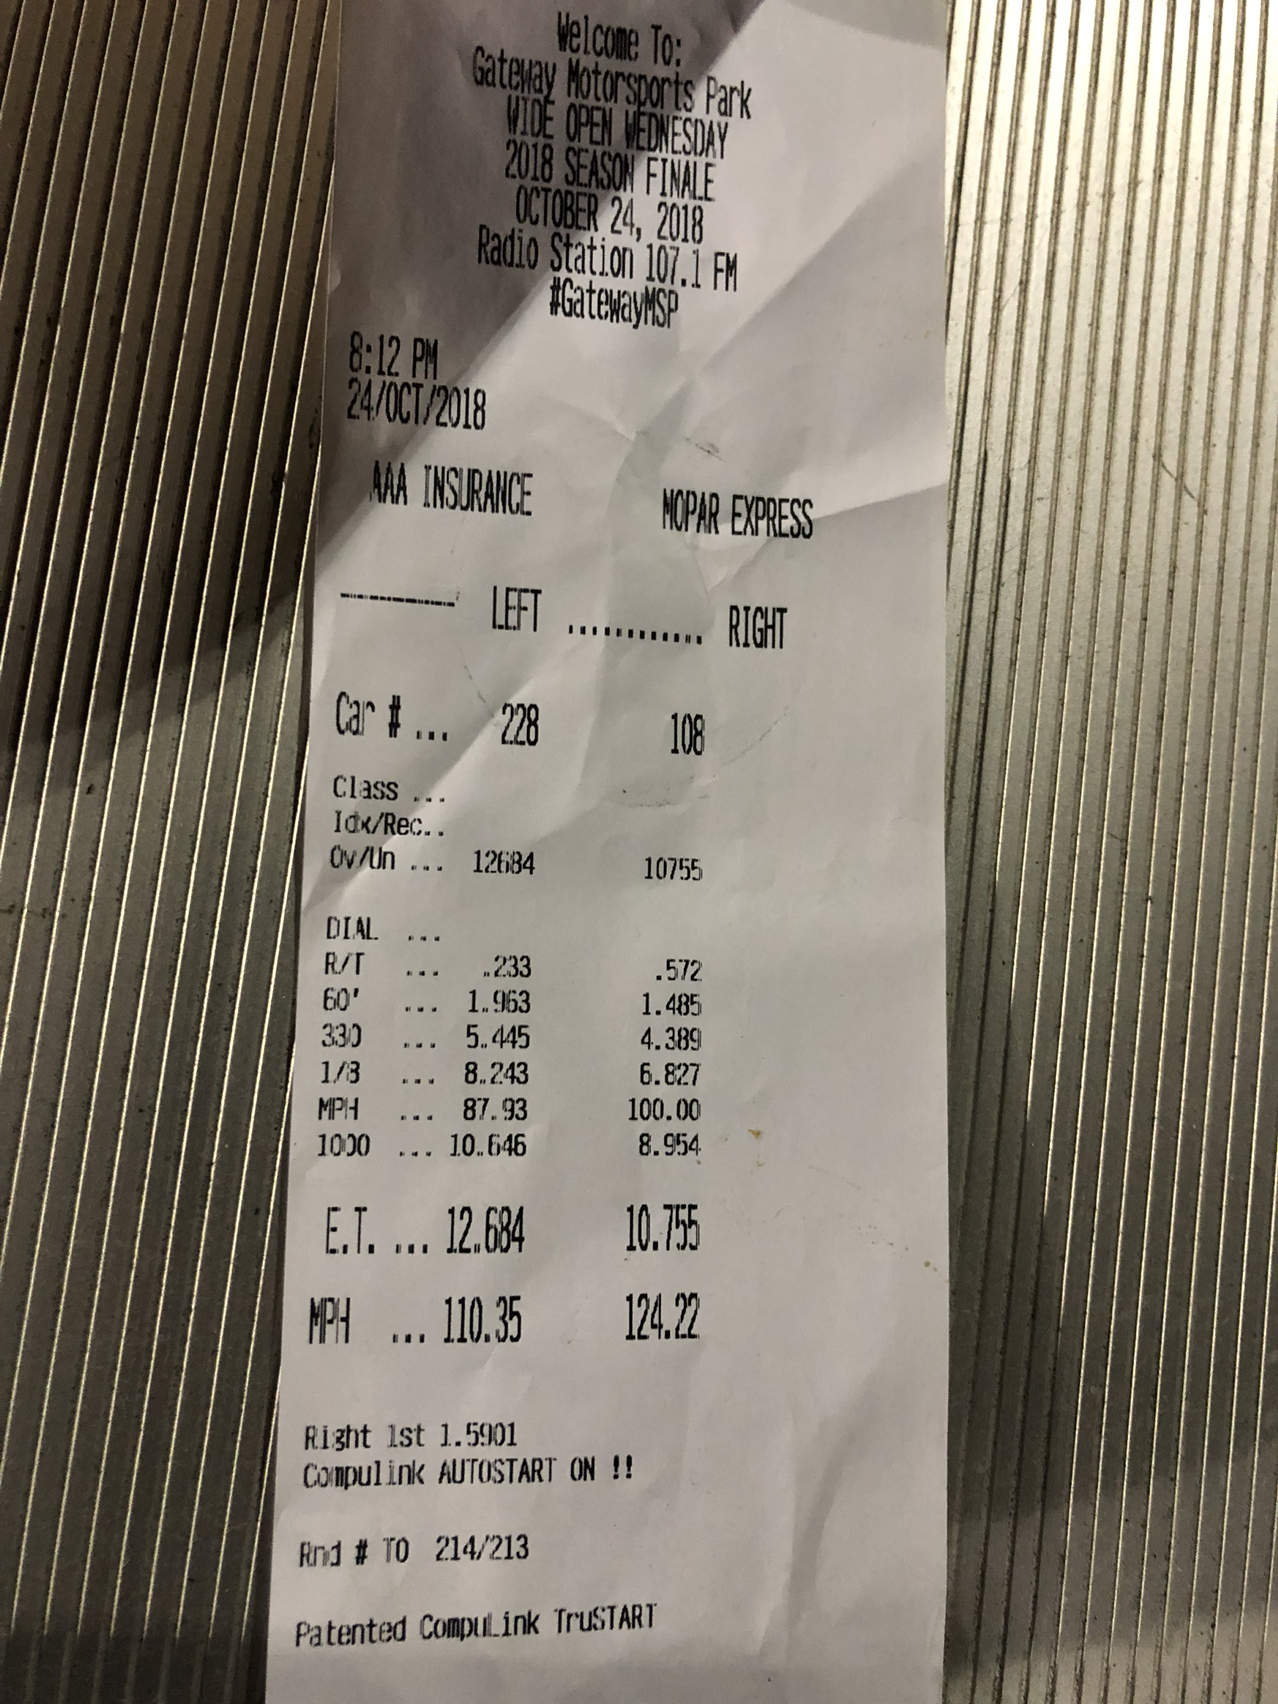 Welcome To:
Gateway Motorsports Park
WIDE OPEN WEDNESDAY
2018 SEASON FINALE
OCTOBER 24, 2018
Radio Station 107.1 FM
#GatewayMSP
8:12 PM
24/OCT/2018
AAA INSURANCE MOPAR EXPRESS
---------- LEFT ............ RIGHT
Car # ... 228 108
Class ...
Idx/Rec..
Ov/Un ... 12684 10755
DIAL ...
R/T ... .233 .572
60' ... 1.963 1.485
330 ... 5.445 4.389
1/8 ... 8.243 6.827
MPH ... 87.93 100.00
1000 ... 10.646 8.954
E.T. ... 12.684 10.755
MPH ... 110.35 124.22
Right 1st 1.5901
Compulink AUTOSTART ON !!
Rnd # TO 214/213
Patented CompuLink TruSTART